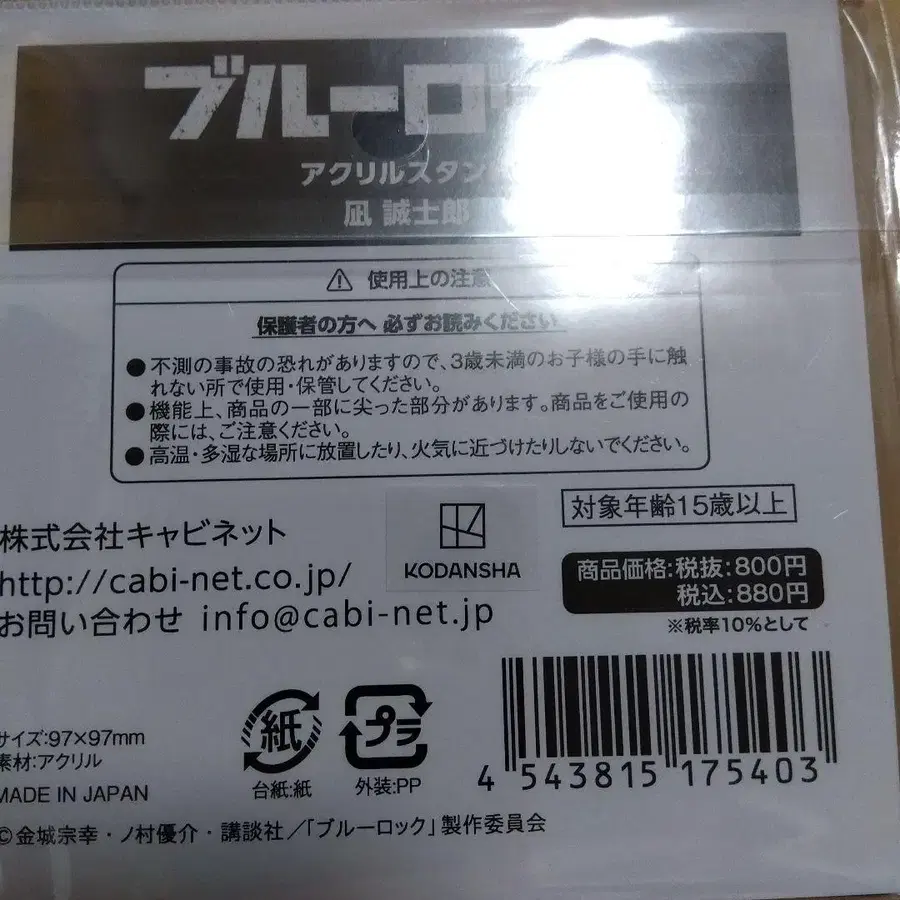 ブルーロ
アクリルスタン
凪 誠士郎
使用上の注意
保護者の方へ 必ずお読みください
●不測の事故の恐れがありますので、3歳未満のお子様の手に触
れない所で使用・保管してください。
●機能上、商品の一部に尖った部分があります。商品をご使用の
際には、ご注意ください。
●高温・多湿な場所に放置したり、火気に近づけたりしないでください。
株式会社キャビネット
http://cabi-net.co.jp/
お問い合わせ info@cabi-net.jp
KODANSHA
対象年齢15歳以上
商品価格:税抜:800円
税込:880円
※税率10%として
サイズ:97×97mm
素材:アクリル
MADE IN JAPAN
紙
台紙:紙
プラ
外装:PP
4 543815 175403
©金城宗幸・ノ村優介・講談社/「ブルーロック」製作委員会